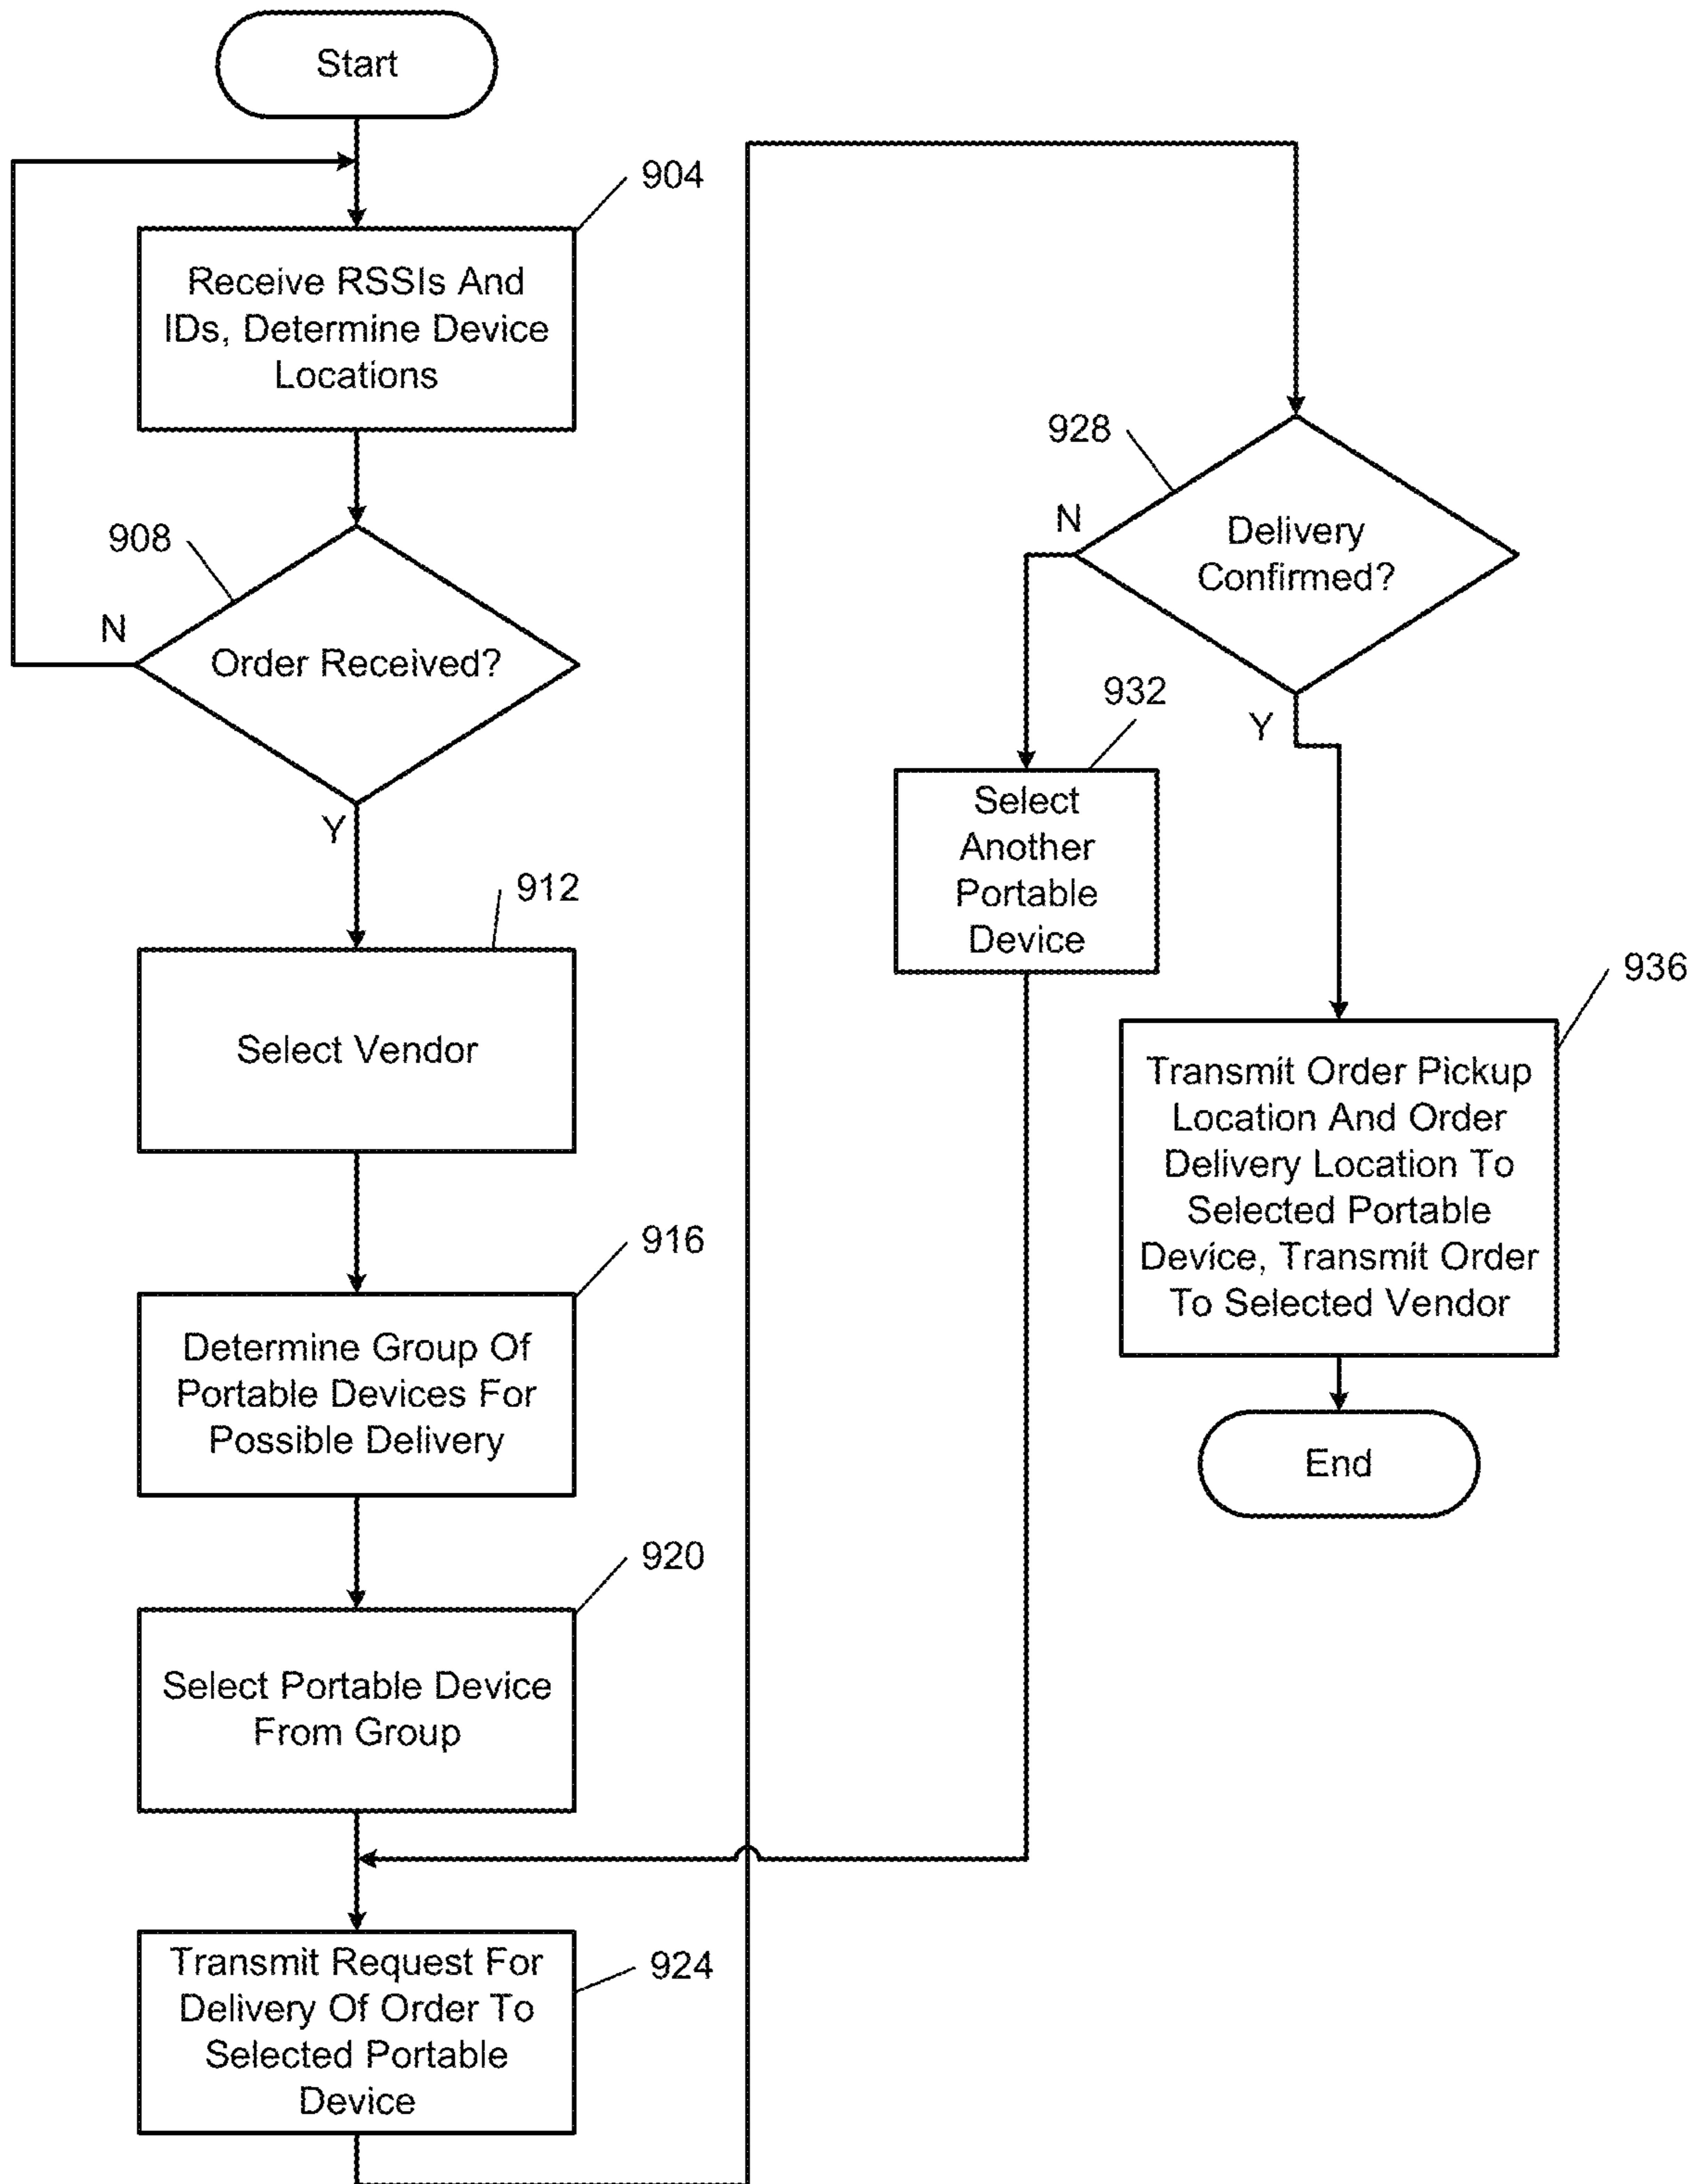 Start
904
Receive RSSIs And
IDs, Determine Device
Locations
908
N
Order Received?
Y
912
Select Vendor
916
Determine Group Of
Portable Devices For
Possible Delivery
920
Select Portable Device
From Group
924
Transmit Request For
Delivery Of Order To
Selected Portable
Device
928
N
Delivery
Confirmed?
Y
932
Select
Another
Portable
Device
936
Transmit Order Pickup
Location And Order
Delivery Location To
Selected Portable
Device, Transmit Order
To Selected Vendor
End